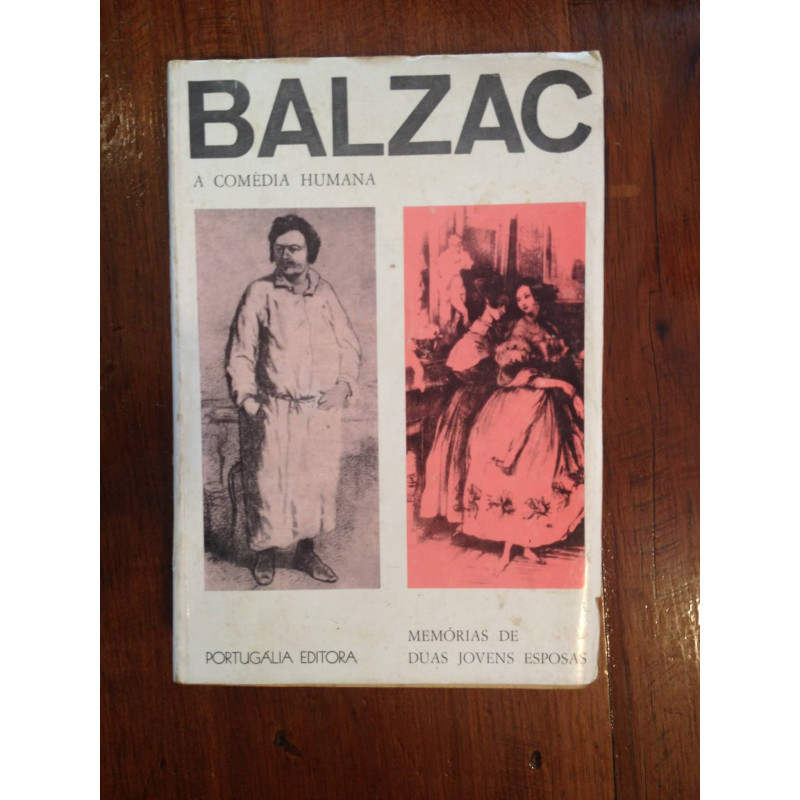 BALZAC
A COMÉDIA HUMANA
PORTUGÁLIA EDITORA
MEMÓRIAS DE
DUAS JOVENS ESPOSAS